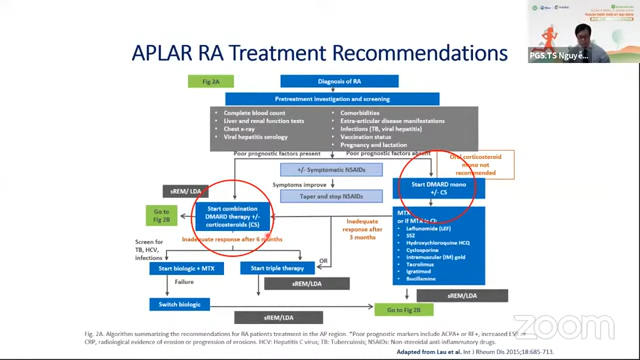 APLAR RA Treatment Recommendations
PGS.TS Nguye...
Fig 2A
Diagnosis of RA
Pretreatment investigation and screening
• Complete blood count
• Liver and renal function tests
• Chest x-ray
• Viral hepatitis serology
• Comorbidities
• Extra-articular disease manifestations
• Infections (TB, viral hepatitis)
• Vaccination status
• Pregnancy and lactation
Poor prognostic factors present
Poor prognostic factors absent
Oral corticosteroid
mono not
recommended
+/- Symptomatic NSAIDs
Symptoms improve
Taper and stop NSAIDs
Start DMARD mono
+/- CS
sREM/ LDA
Go to
Fig 2B
Start combination
DMARD therapy +/-
corticosteroids (CS)
Inadequate response after 6 months
Inadequate
response after
3 months
MTX
or if MTX is CI:
• Leflunomide (LEF)
• SSZ
• Hydroxychloroquine HCQ
• Cyclosporine
• Intramuscular (IM) gold
• Tacrolimus
• Iguratimod
• Bucillamine
Screen for
TB, HCV,
infections
OR
Start biologic + MTX
Start triple therapy
Failure
sREM/LDA
sREM/LDA
Switch biologic
sREM/LDA
Go to Fig 2B
zoom
Fig. 2A. Algorithm summarizing the recommendations for RA patients treatment in the AP region. *Poor prognostic markers include ACPA+ or RF+, increased
CRP, radiological evidence of erosion or progression of erosions. HCV: Hepatitis C virus; TB: Tuberculosis; NSAIDs: Non-steroidal anti-inflammatory drugs.
Adapted from Lau et al. Int J Rheum Dis 2015;18:685-713.